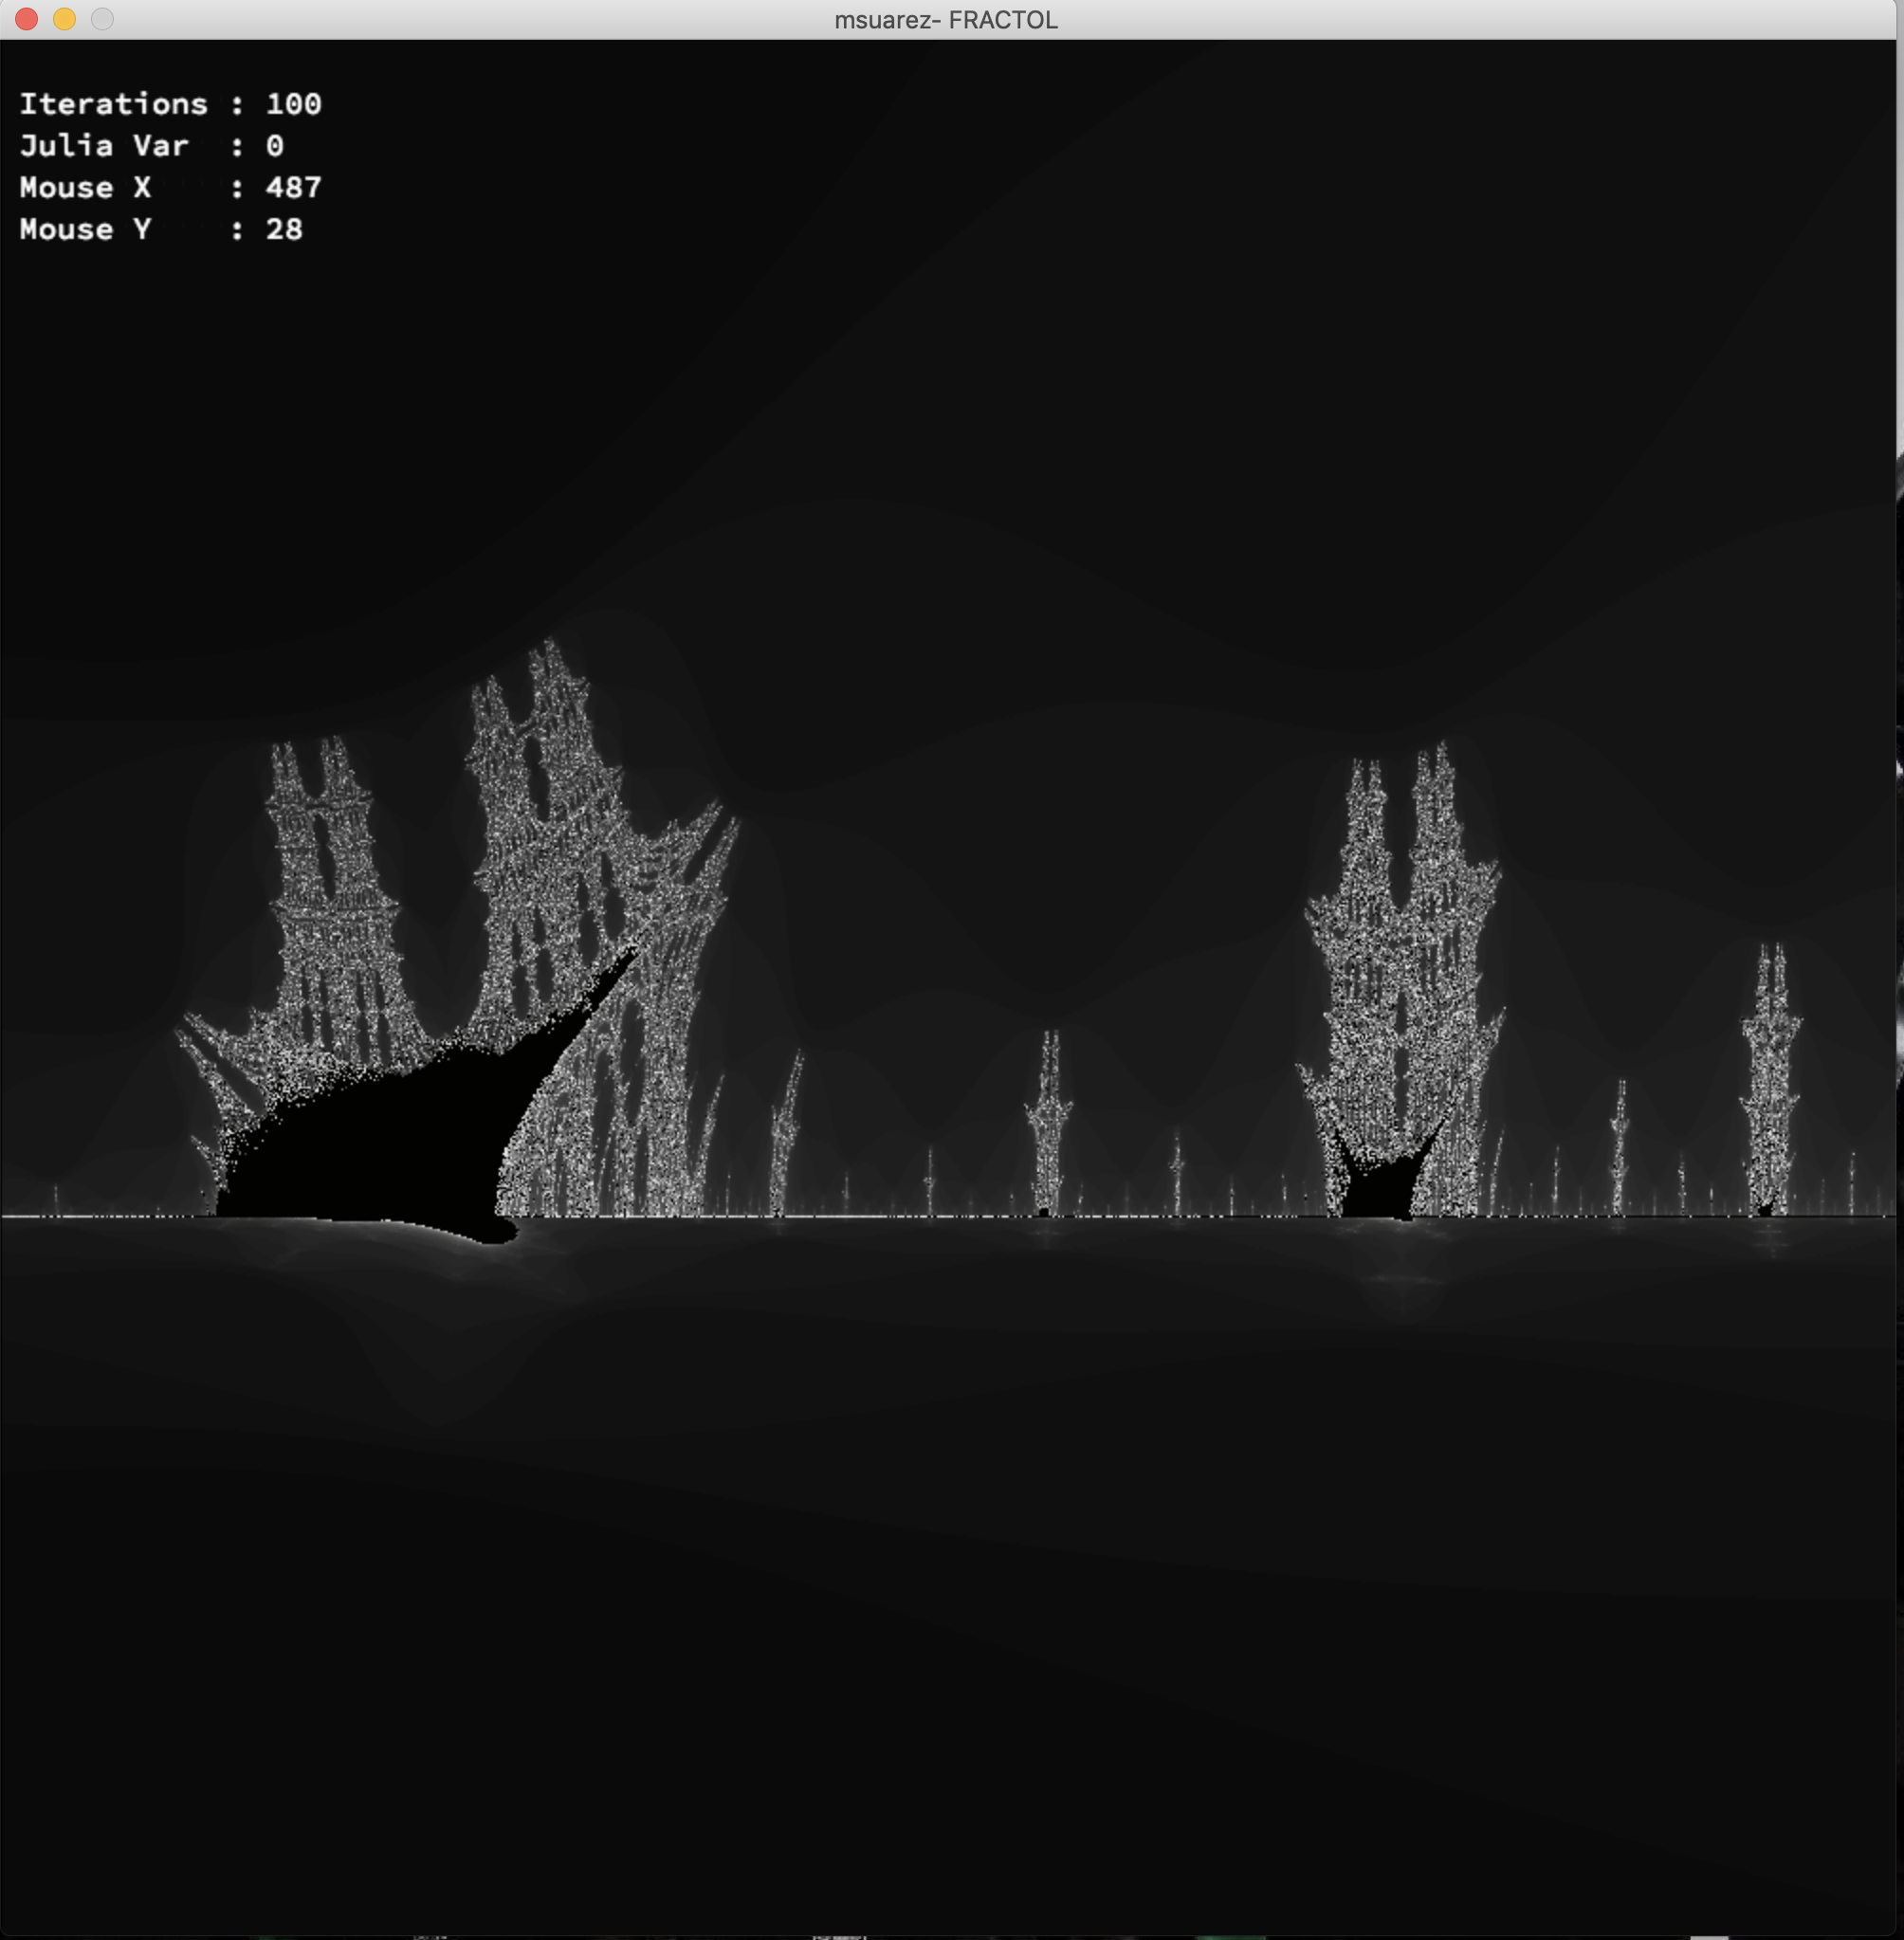 msuarez- FRACTOL
Iterations : 100
Julia Var : 0
Mouse X : 487
Mouse Y : 28